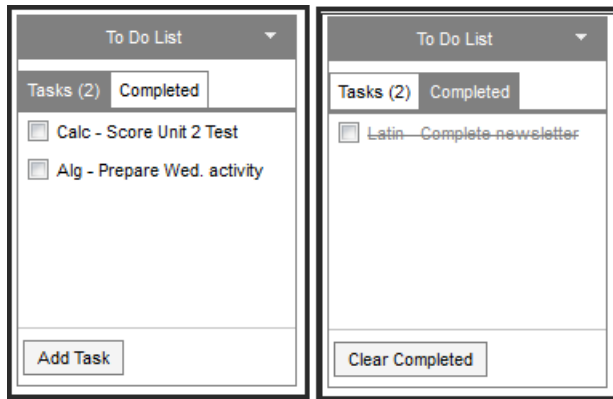 To Do List
Tasks (2) Completed
Calc - Score Unit 2 Test
Alg - Prepare Wed. activity
Add Task
To Do List
Tasks (2) Completed
Latin - Complete newsletter
Clear Completed